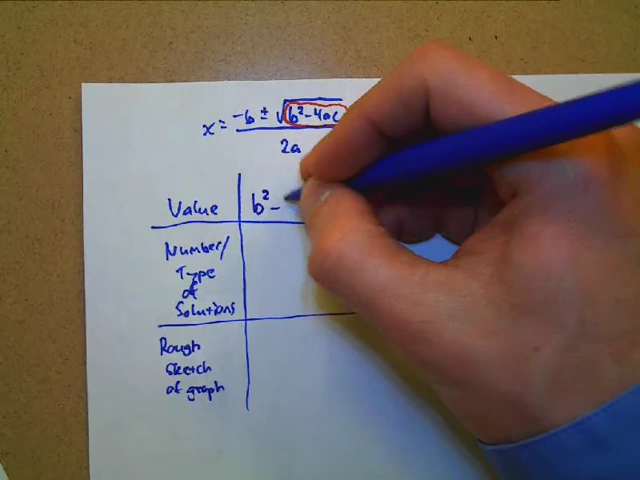 x = -b ± √b²-4ac
2a
Value b² -
Number/
Type
of
Solutions
Rough
sketch
of graph